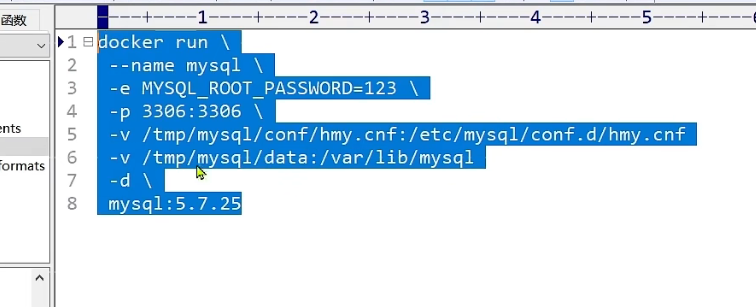 函数
----+----1----+----2----+----3----+----4----+----5----+----6
1 docker run \
2 --name mysql \
3 -e MYSQL_ROOT_PASSWORD=123 \
4 -p 3306:3306 \
5 -v /tmp/mysql/conf/hmy.cnf:/etc/mysql/conf.d/hmy.cnf
6 -v /tmp/mysql/data:/var/lib/mysql
7 -d \
8 mysql:5.7.25
ents
formats